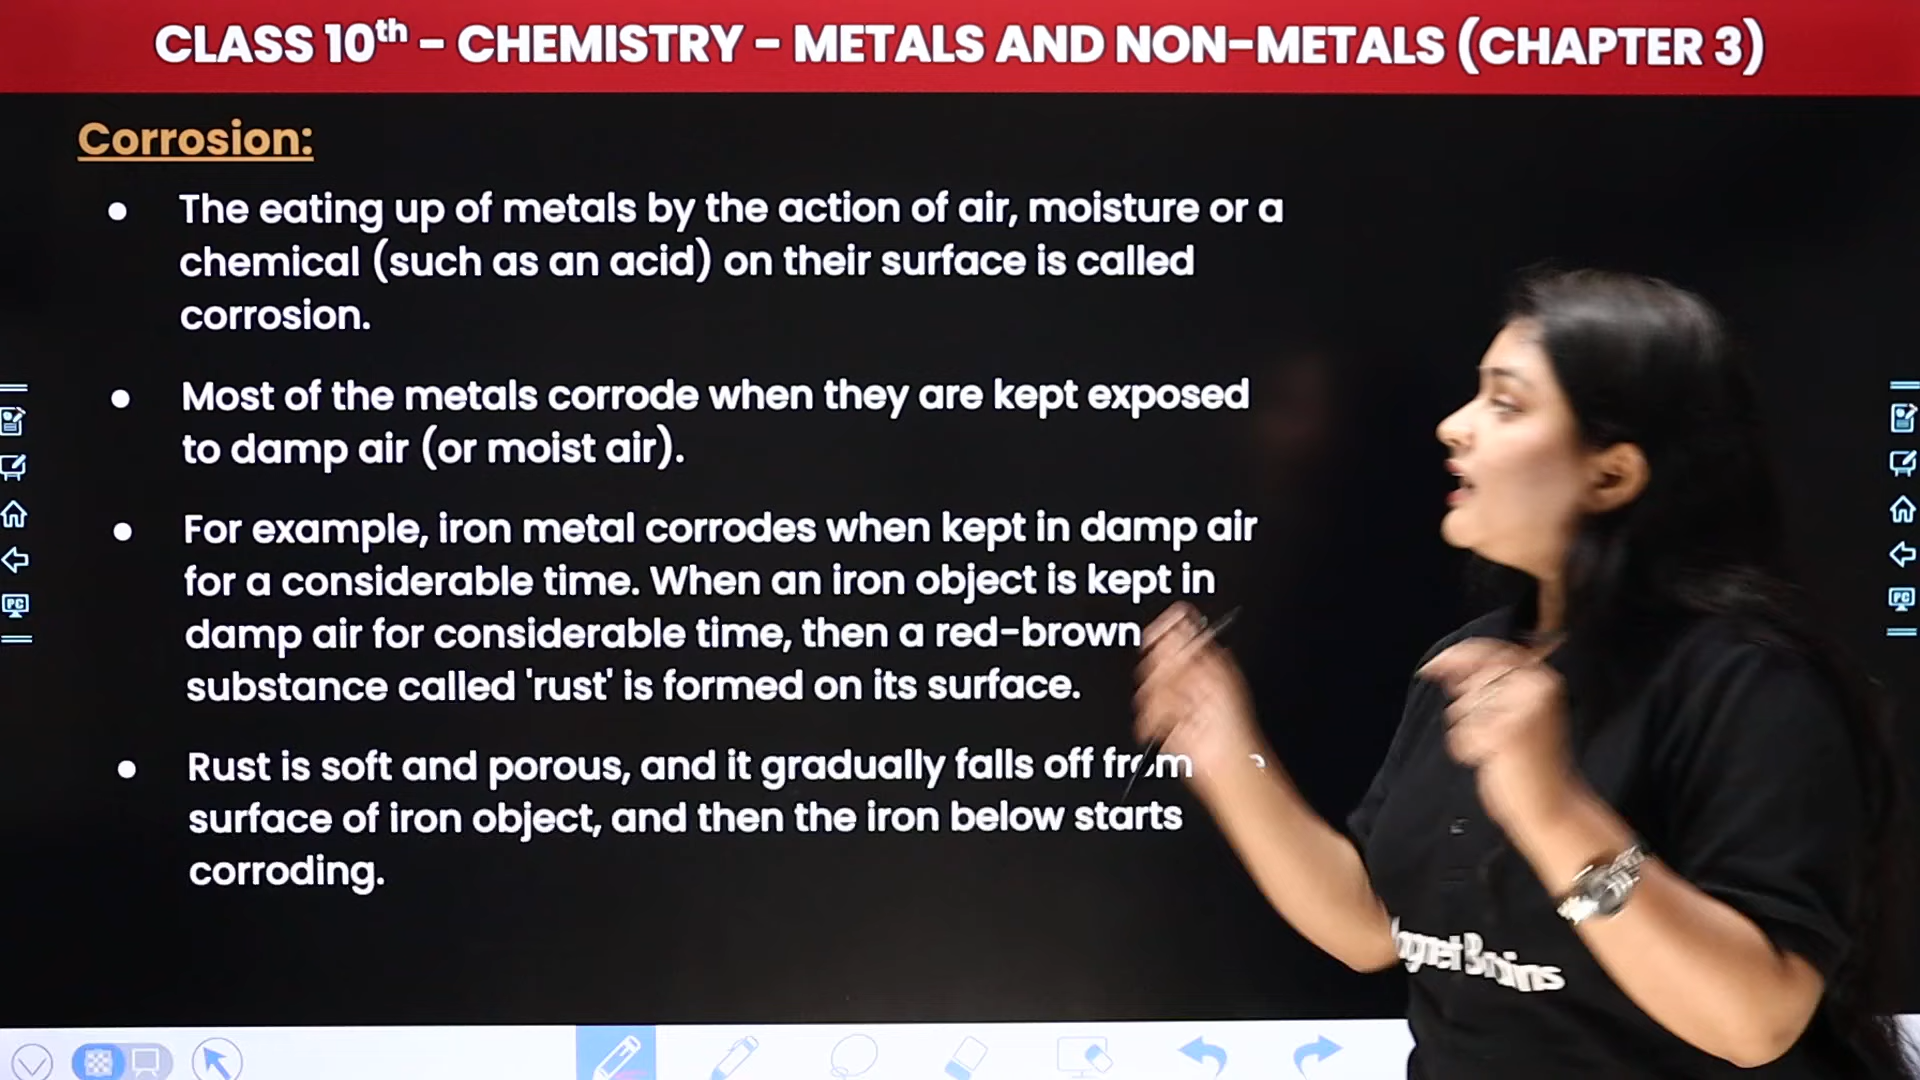 CLASS 10th – CHEMISTRY – METALS AND NON-METALS (CHAPTER 3)
Corrosion:
● The eating up of metals by the action of air, moisture or a
chemical (such as an acid) on their surface is called
corrosion.
● Most of the metals corrode when they are kept exposed
to damp air (or moist air).
● For example, iron metal corrodes when kept in damp air
for a considerable time. When an iron object is kept in
damp air for considerable time, then a red-brown
substance called 'rust' is formed on its surface.
● Rust is soft and porous, and it gradually falls off from
surface of iron object, and then the iron below starts
corroding.
PC
PC
Brains